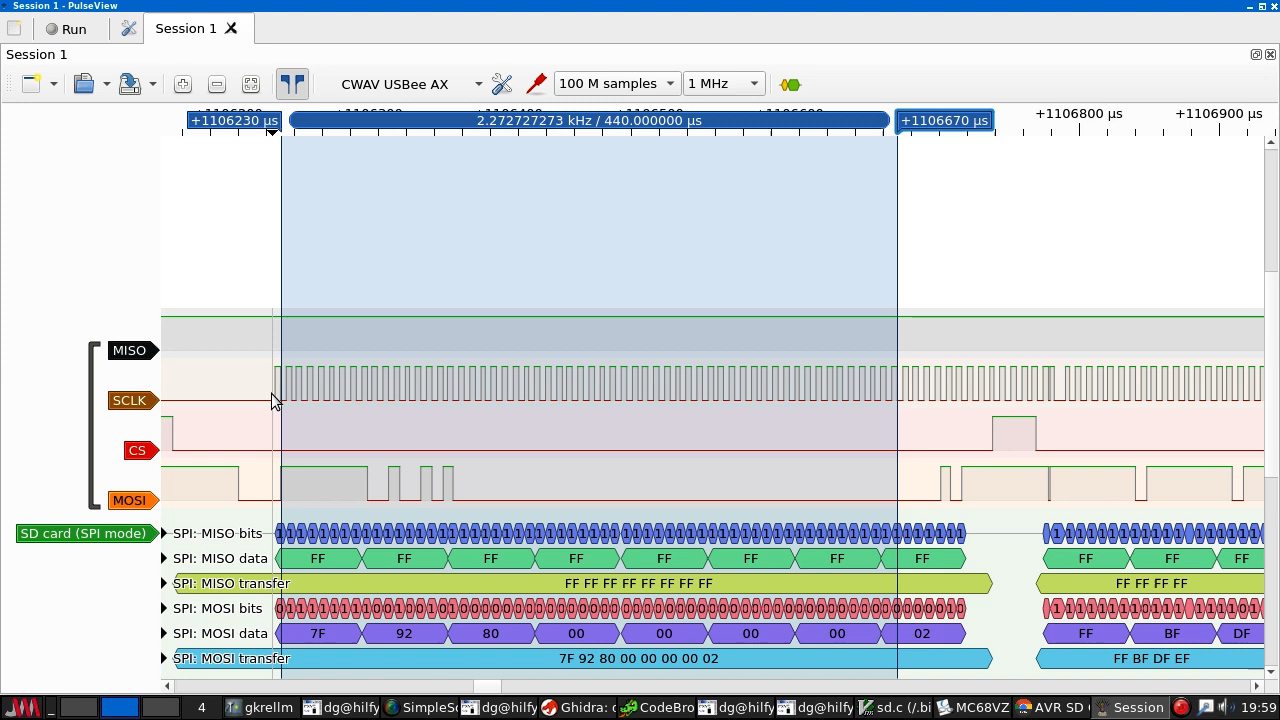 Session 1 - PulseView
Run
Session 1
Session 1
CWAV USBee AX
100 M samples
1 MHz
+1106230 µs
2.272727273 kHz / 440.000000 µs
+1106670 µs
+1106800 µs
+1106900 µs
MISO
SCLK
CS
MOSI
SD card (SPI mode)
SPI: MISO bits
SPI: MISO data
FF FF FF FF FF FF FF FF FF FF FF
SPI: MISO transfer
FF FF FF FF FF FF FF FF
FF FF FF FF
SPI: MOSI bits
SPI: MOSI data
7F 92 80 00 00 00 00 02 FF BF DF
SPI: MOSI transfer
7F 92 80 00 00 00 00 02
FF BF DF EF
4
gkrellm
dg@hilfy
SimpleSc
dg@hilfy
Ghidra: c
CodeBro
dg@hilfy
dg@hilfy
sd.c (/.bi
MC68VZ
AVR SD
Session
19:59